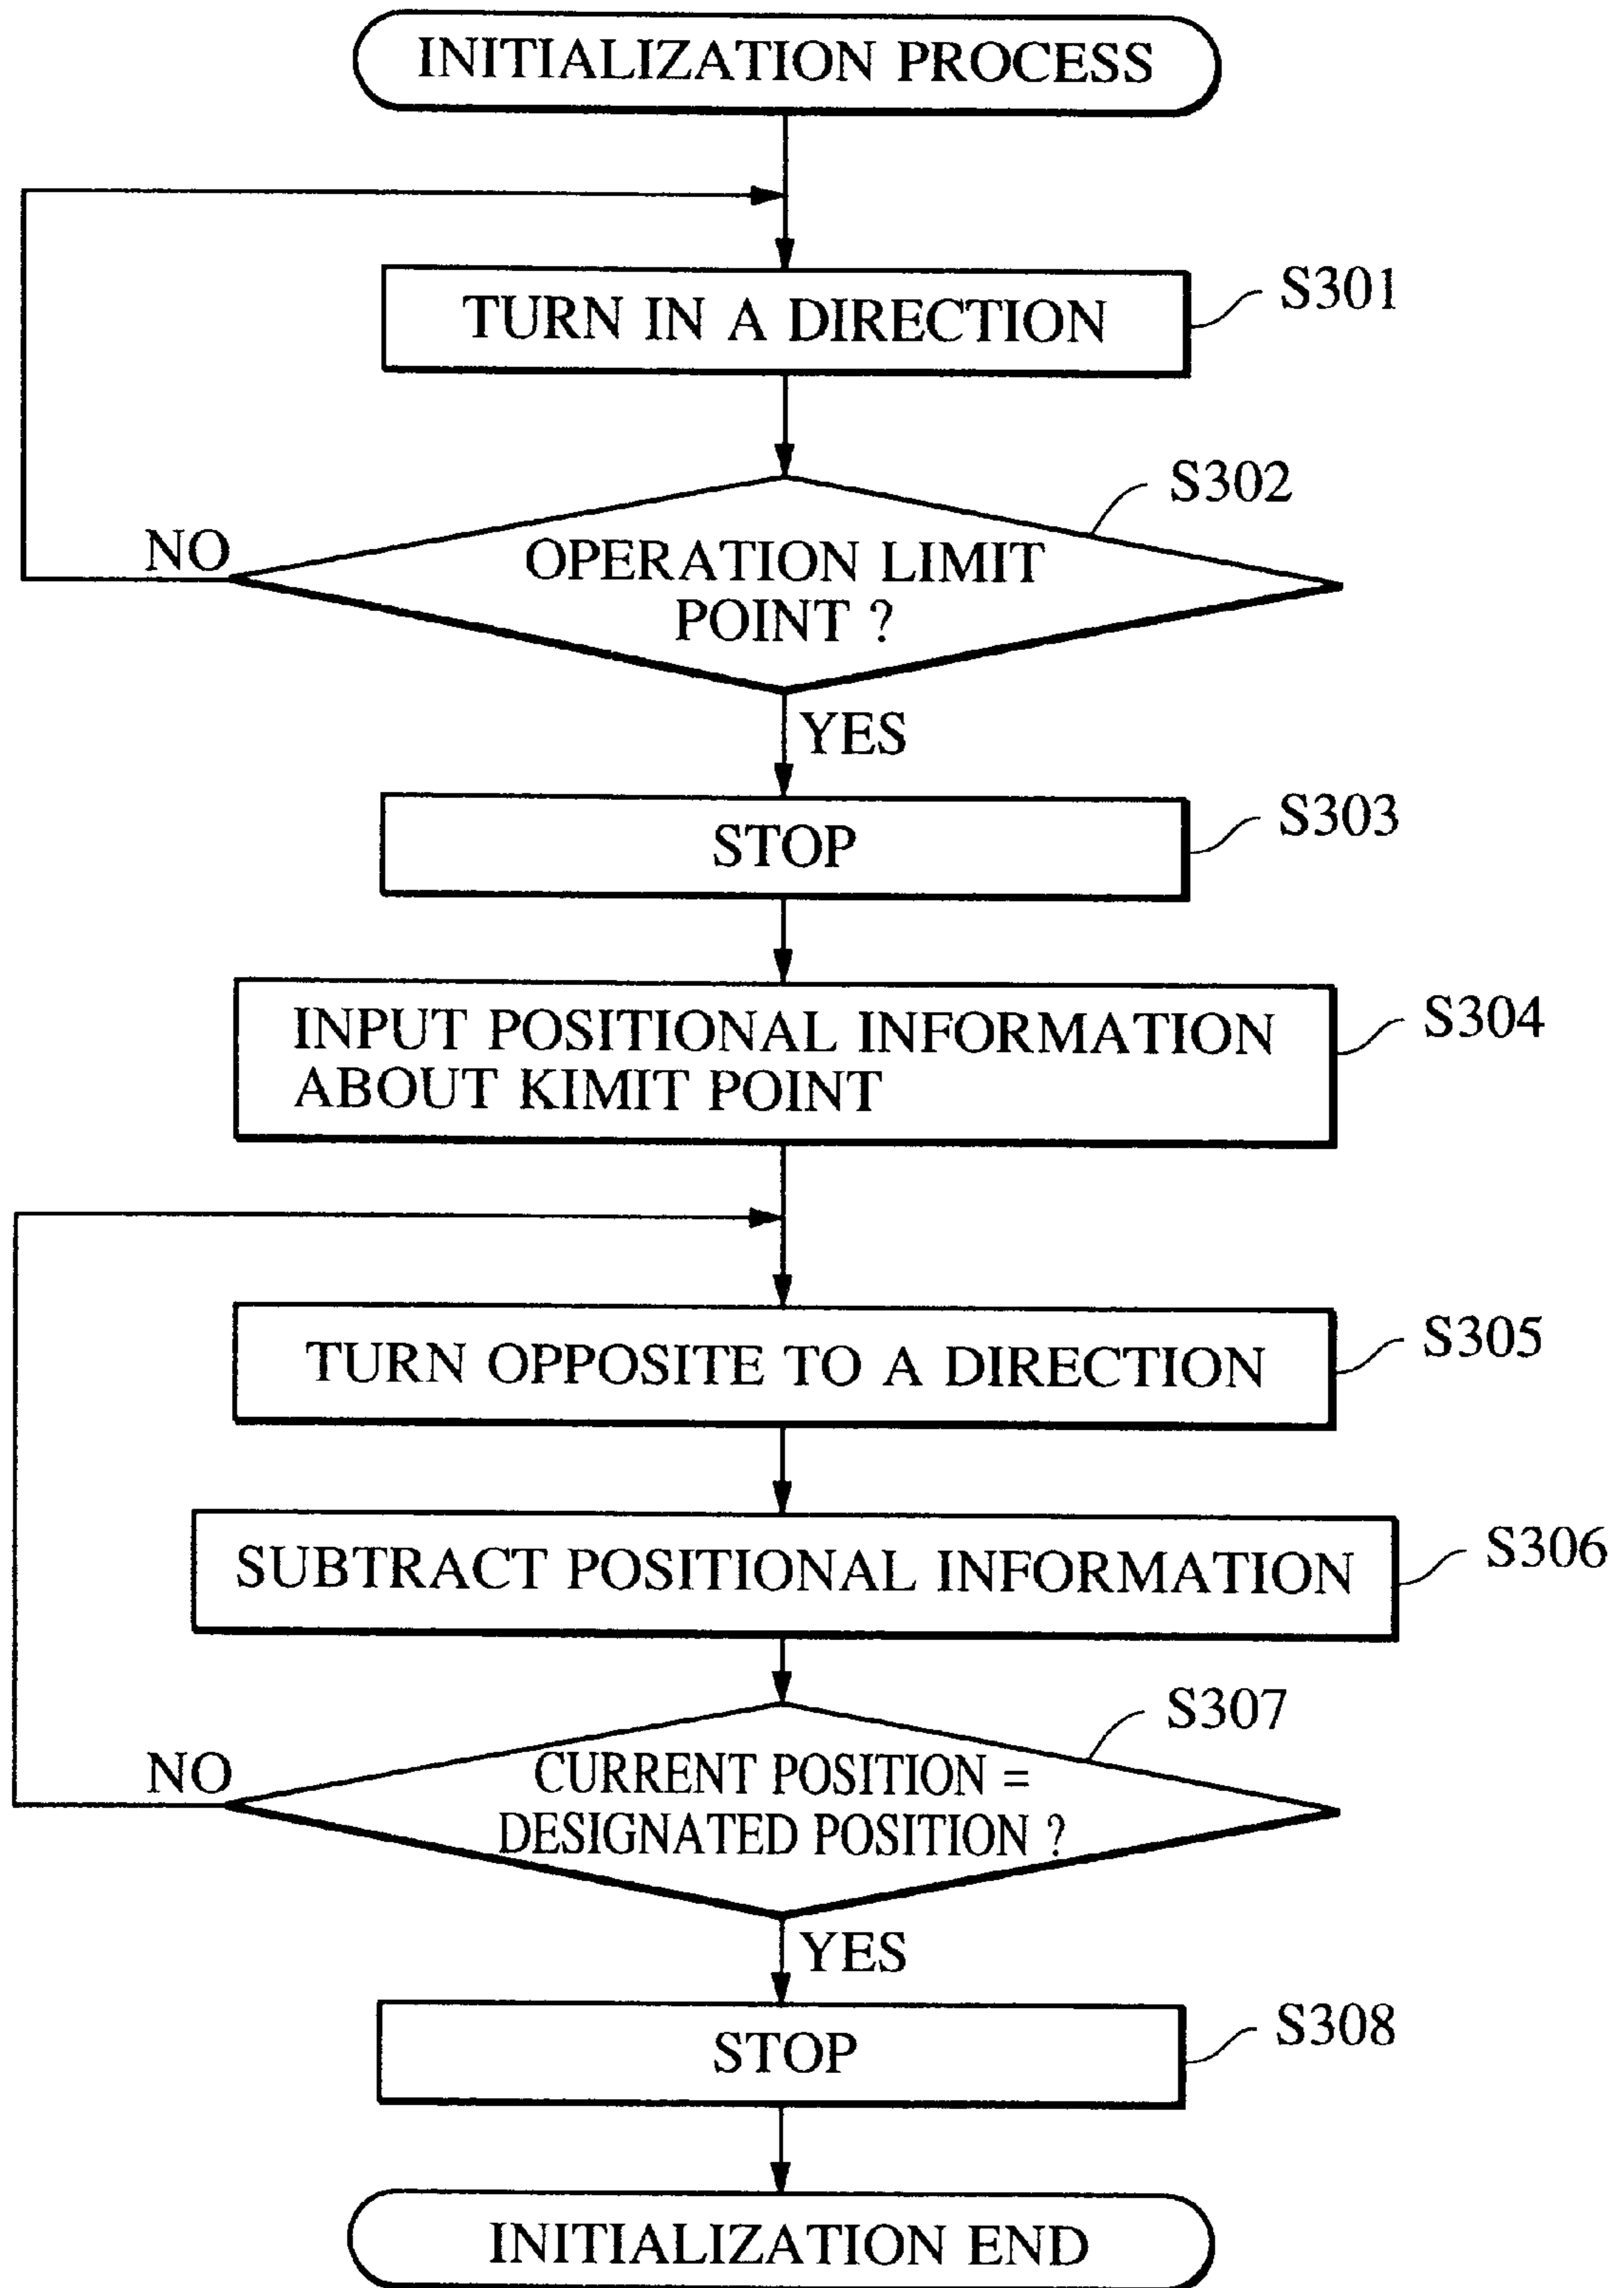 INITIALIZATION PROCESS
TURN IN A DIRECTION
S301
S302
NO
OPERATION LIMIT
POINT ?
YES
STOP
S303
INPUT POSITIONAL INFORMATION
ABOUT KIMIT POINT
S304
TURN OPPOSITE TO A DIRECTION
S305
SUBTRACT POSITIONAL INFORMATION
S306
S307
NO
CURRENT POSITION =
DESIGNATED POSITION ?
YES
STOP
S308
INITIALIZATION END